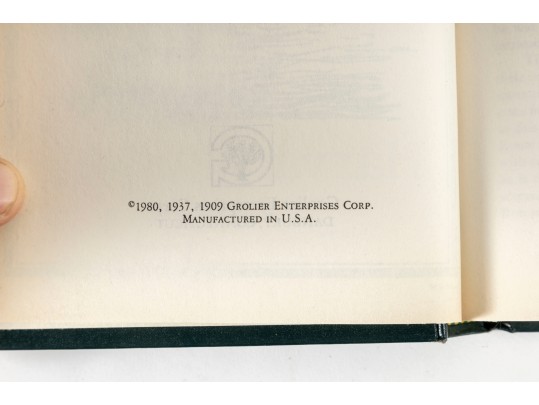 ©1980, 1937, 1909 Grolier Enterprises Corp.
Manufactured in U.S.A.